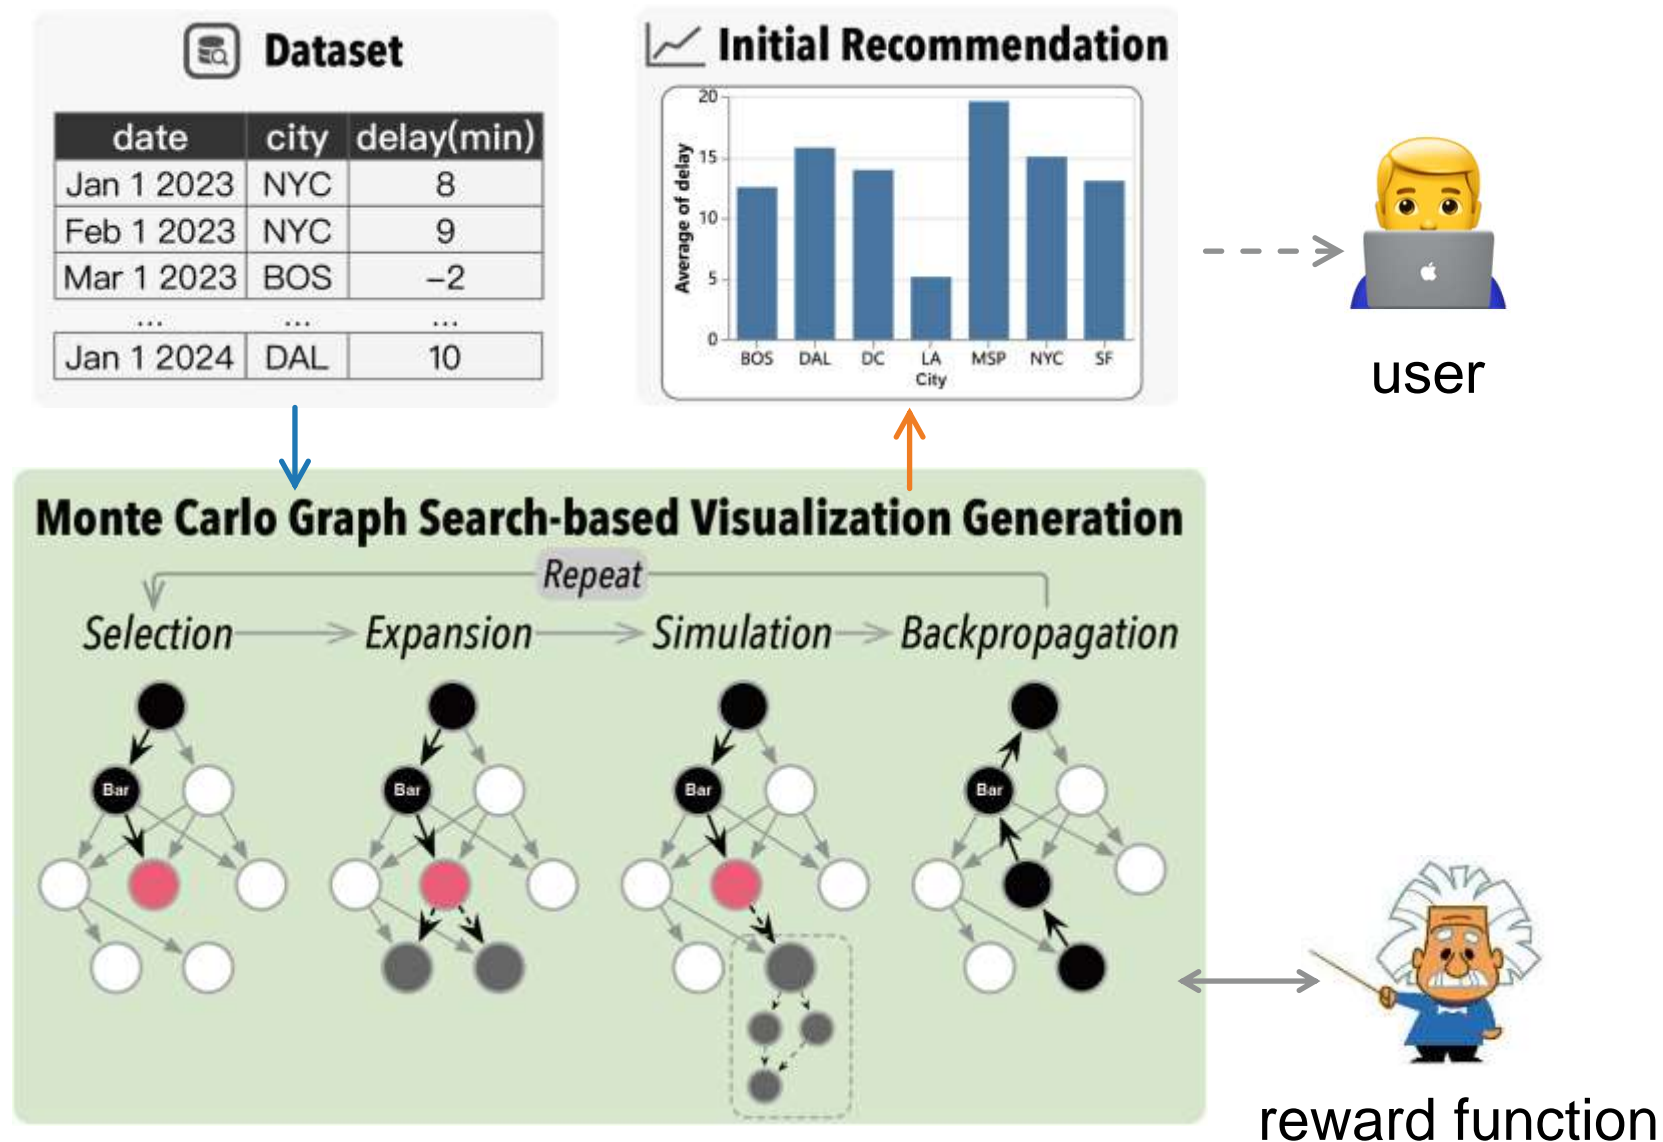 Dataset
date city delay(min)
Jan 1 2023 NYC 8
Feb 1 2023 NYC 9
Mar 1 2023 BOS –2
... ... ...
Jan 1 2024 DAL 10
Initial Recommendation
Average of delay
20
15
10
5
0
BOS DAL DC LA MSP NYC SF
City
user
Monte Carlo Graph Search-based Visualization Generation
Repeat
Selection Expansion Simulation Backpropagation
Bar Bar Bar Bar
reward function